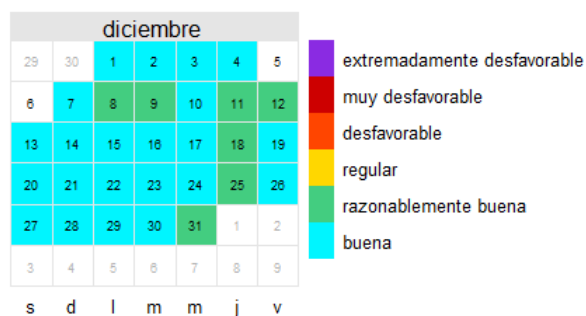 diciembre
29 30 1 2 3 4 5
6 7 8 9 10 11 12
13 14 15 16 17 18 19
20 21 22 23 24 25 26
27 28 29 30 31 1 2
3 4 5 6 7 8 9
s d l m m j v
extremadamente desfavorable
muy desfavorable
desfavorable
regular
razonablemente buena
buena